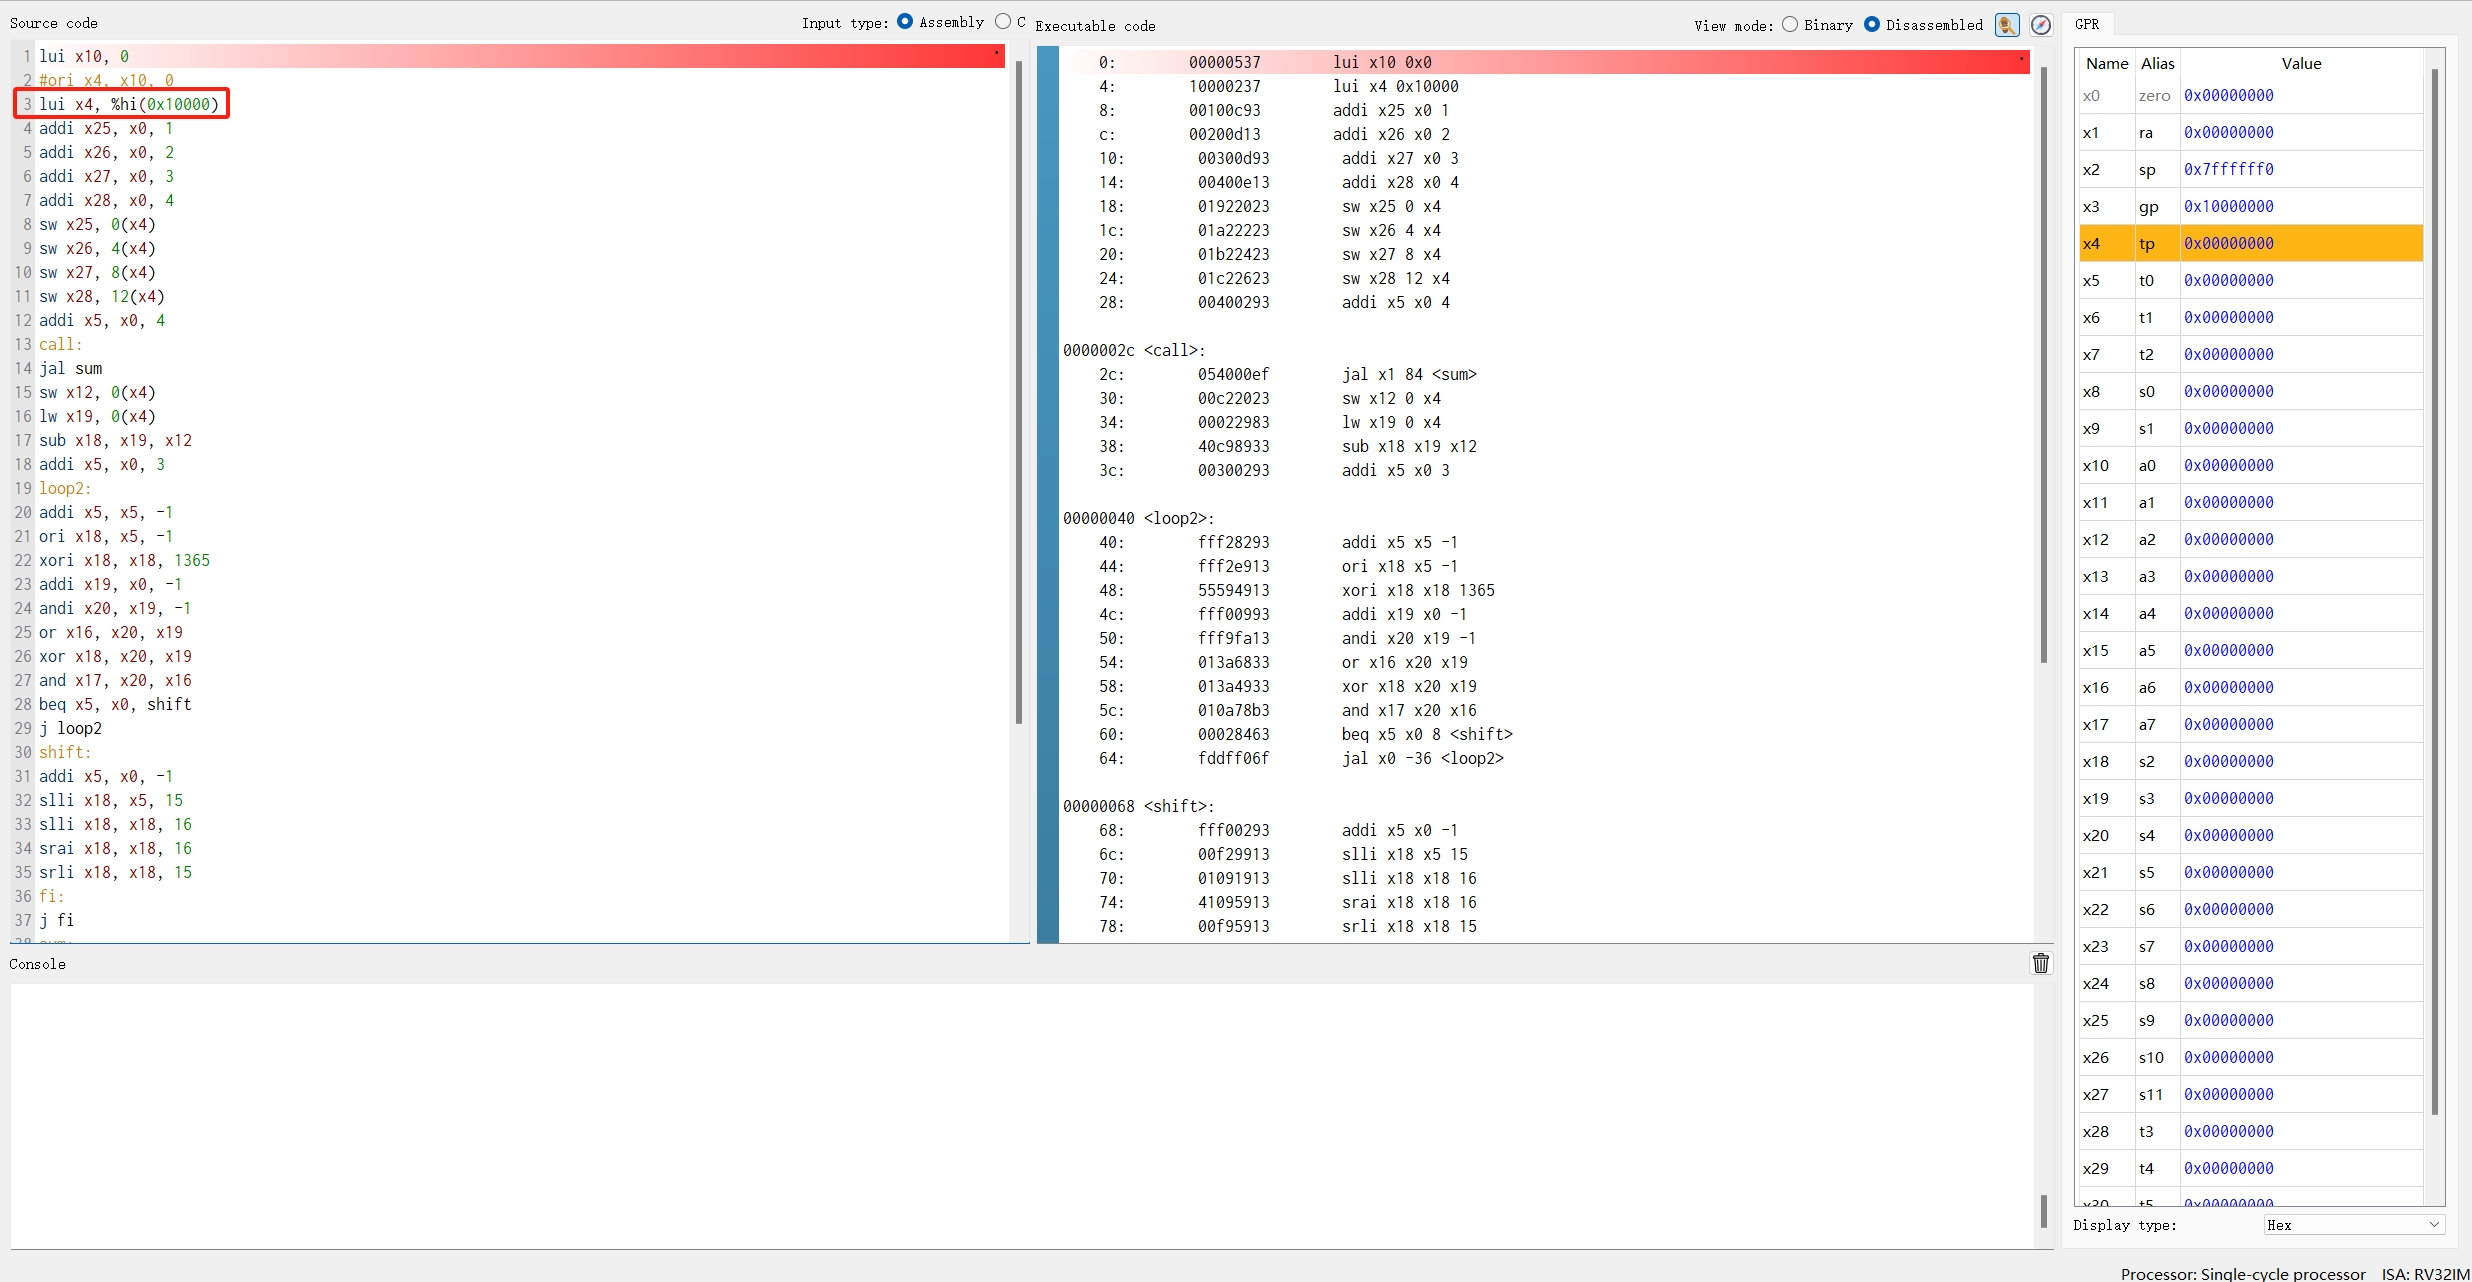 Source code
Input type: Assembly C
1 lui x10, 0
2 #ori x4, x10, 0
3 lui x4, %hi(0x10000)
4 addi x25, x0, 1
5 addi x26, x0, 2
6 addi x27, x0, 3
7 addi x28, x0, 4
8 sw x25, 0(x4)
9 sw x26, 4(x4)
10 sw x27, 8(x4)
11 sw x28, 12(x4)
12 addi x5, x0, 4
13 call:
14 jal sum
15 sw x12, 0(x4)
16 lw x19, 0(x4)
17 sub x18, x19, x12
18 addi x5, x0, 3
19 loop2:
20 addi x5, x5, -1
21 ori x18, x5, -1
22 xori x18, x18, 1365
23 addi x19, x0, -1
24 andi x20, x19, -1
25 or x16, x20, x19
26 xor x18, x20, x19
27 and x17, x20, x16
28 beq x5, x0, shift
29 j loop2
30 shift:
31 addi x5, x0, -1
32 slli x18, x5, 15
33 slli x18, x18, 16
34 srai x18, x18, 16
35 srli x18, x18, 15
36 fi:
37 j fi
38 sum:
Executable code
View mode: Binary Disassembled
0: 00000537 lui x10 0x0
4: 10000237 lui x4 0x10000
8: 00100c93 addi x25 x0 1
c: 00200d13 addi x26 x0 2
10: 00300d93 addi x27 x0 3
14: 00400e13 addi x28 x0 4
18: 01922023 sw x25 0 x4
1c: 01a22223 sw x26 4 x4
20: 01b22423 sw x27 8 x4
24: 01c22623 sw x28 12 x4
28: 00400293 addi x5 x0 4
0000002c <call>:
2c: 054000ef jal x1 84 <sum>
30: 00c22023 sw x12 0 x4
34: 00022983 lw x19 0 x4
38: 40c98933 sub x18 x19 x12
3c: 00300293 addi x5 x0 3
00000040 <loop2>:
40: fff28293 addi x5 x5 -1
44: fff2e913 ori x18 x5 -1
48: 55594913 xori x18 x18 1365
4c: fff00993 addi x19 x0 -1
50: fff9fa13 andi x20 x19 -1
54: 013a6833 or x16 x20 x19
58: 013a4933 xor x18 x20 x19
5c: 010a78b3 and x17 x20 x16
60: 00028463 beq x5 x0 8 <shift>
64: fddff06f jal x0 -36 <loop2>
00000068 <shift>:
68: fff00293 addi x5 x0 -1
6c: 00f29913 slli x18 x5 15
70: 01091913 slli x18 x18 16
74: 41095913 srai x18 x18 16
78: 00f95913 srli x18 x18 15
GPR
Name Alias Value
x0 zero 0x00000000
x1 ra 0x00000000
x2 sp 0x7ffffff0
x3 gp 0x10000000
x4 tp 0x00000000
x5 t0 0x00000000
x6 t1 0x00000000
x7 t2 0x00000000
x8 s0 0x00000000
x9 s1 0x00000000
x10 a0 0x00000000
x11 a1 0x00000000
x12 a2 0x00000000
x13 a3 0x00000000
x14 a4 0x00000000
x15 a5 0x00000000
x16 a6 0x00000000
x17 a7 0x00000000
x18 s2 0x00000000
x19 s3 0x00000000
x20 s4 0x00000000
x21 s5 0x00000000
x22 s6 0x00000000
x23 s7 0x00000000
x24 s8 0x00000000
x25 s9 0x00000000
x26 s10 0x00000000
x27 s11 0x00000000
x28 t3 0x00000000
x29 t4 0x00000000
x30 t5 0x00000000
Display type: Hex
Console
Processor: Single-cycle processor ISA: RV32IM